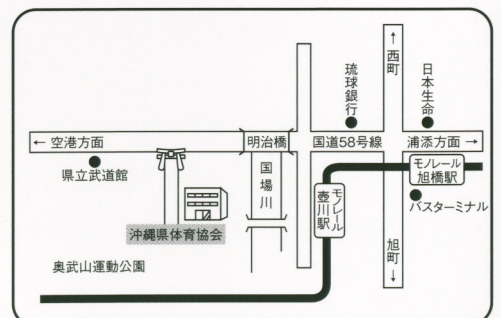 ↑
西町
日本生命
琉球銀行
← 空港方面
明治橋
国道58号線
浦添方面 →
県立武道館
国場川
モノレール
旭橋駅
モノレール
壺川駅
バスターミナル
沖縄県体育協会
旭町
↓
奥武山運動公園